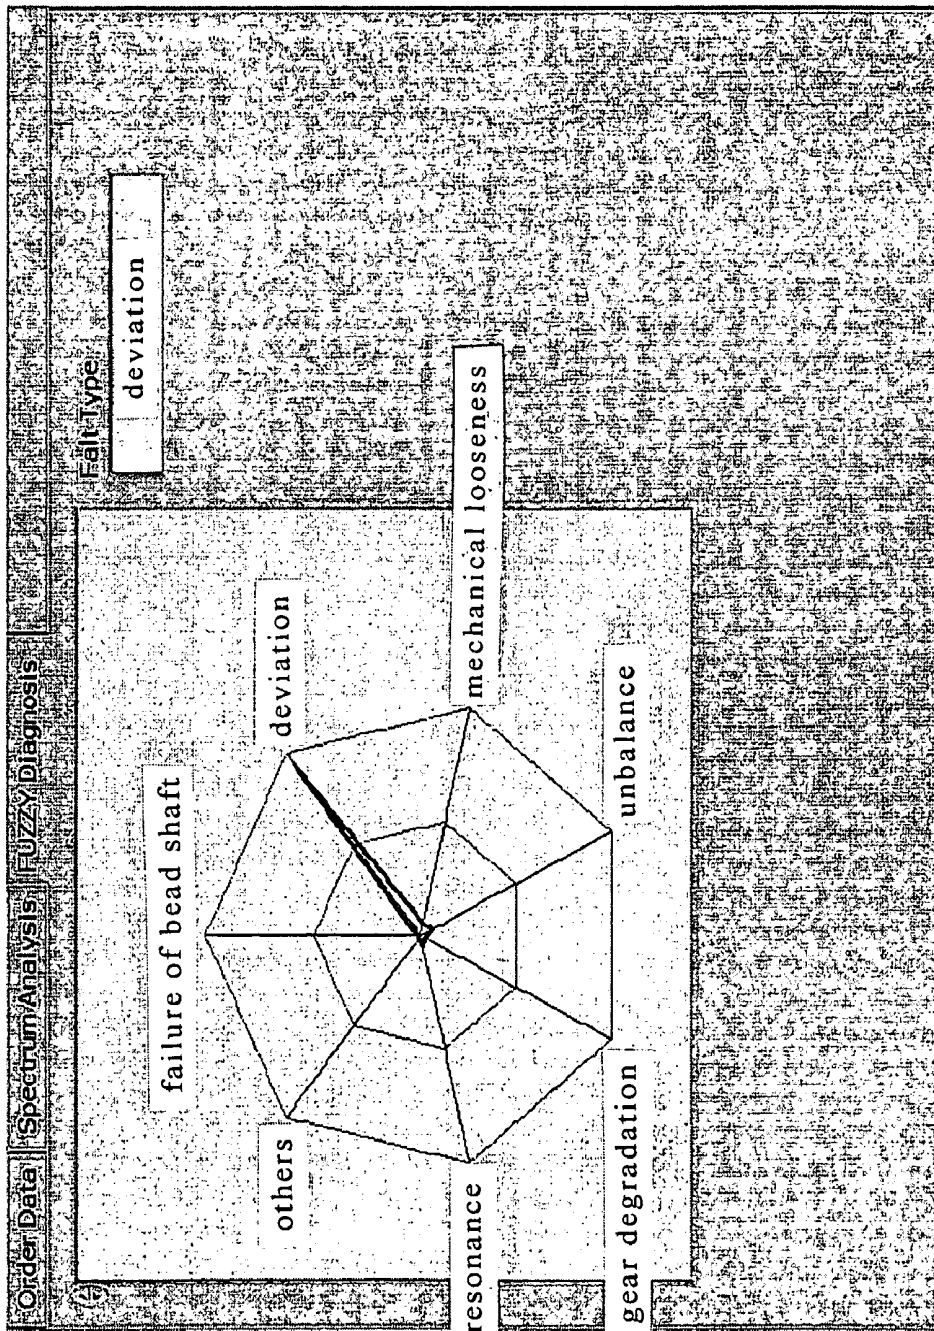 Order Data
Spectrum Analysis
FUZZY Diagnosis
Falt Type
deviation
failure of bead shaft
others
deviation
resonance
mechanical looseness
gear degradation
unbalance